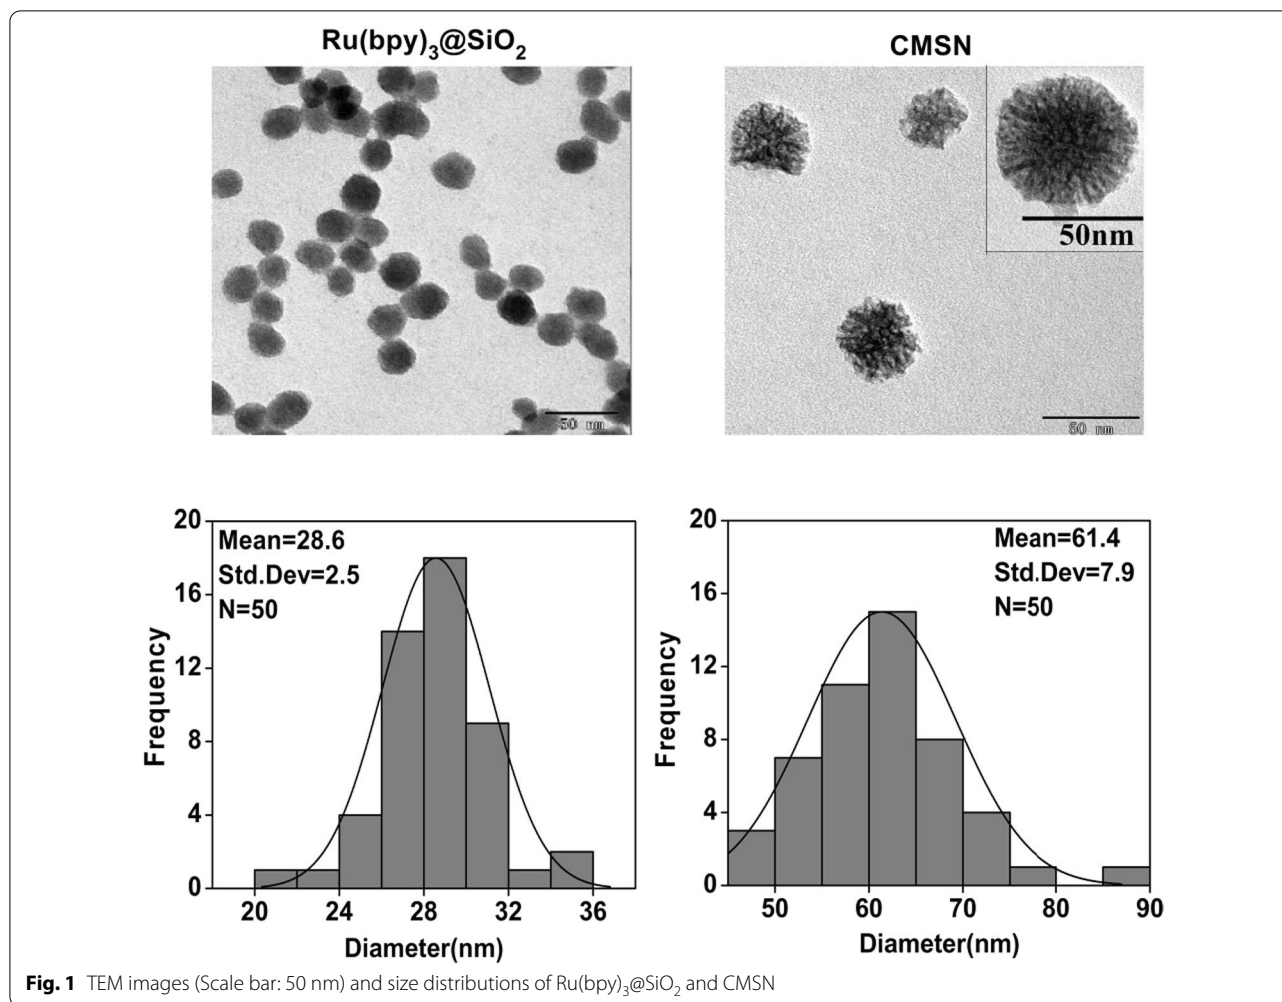 Ru(bpy)₃@SiO₂
CMSN
50nm
50 nm
50 nm
Mean=28.6
Std.Dev=2.5
N=50
20
16
12
8
4
0
Frequency
20 24 28 32 36
Diameter(nm)
Mean=61.4
Std.Dev=7.9
N=50
20
16
12
8
4
0
Frequency
50 60 70 80 90
Diameter(nm)
Fig. 1 TEM images (Scale bar: 50 nm) and size distributions of Ru(bpy)₃@SiO₂ and CMSN